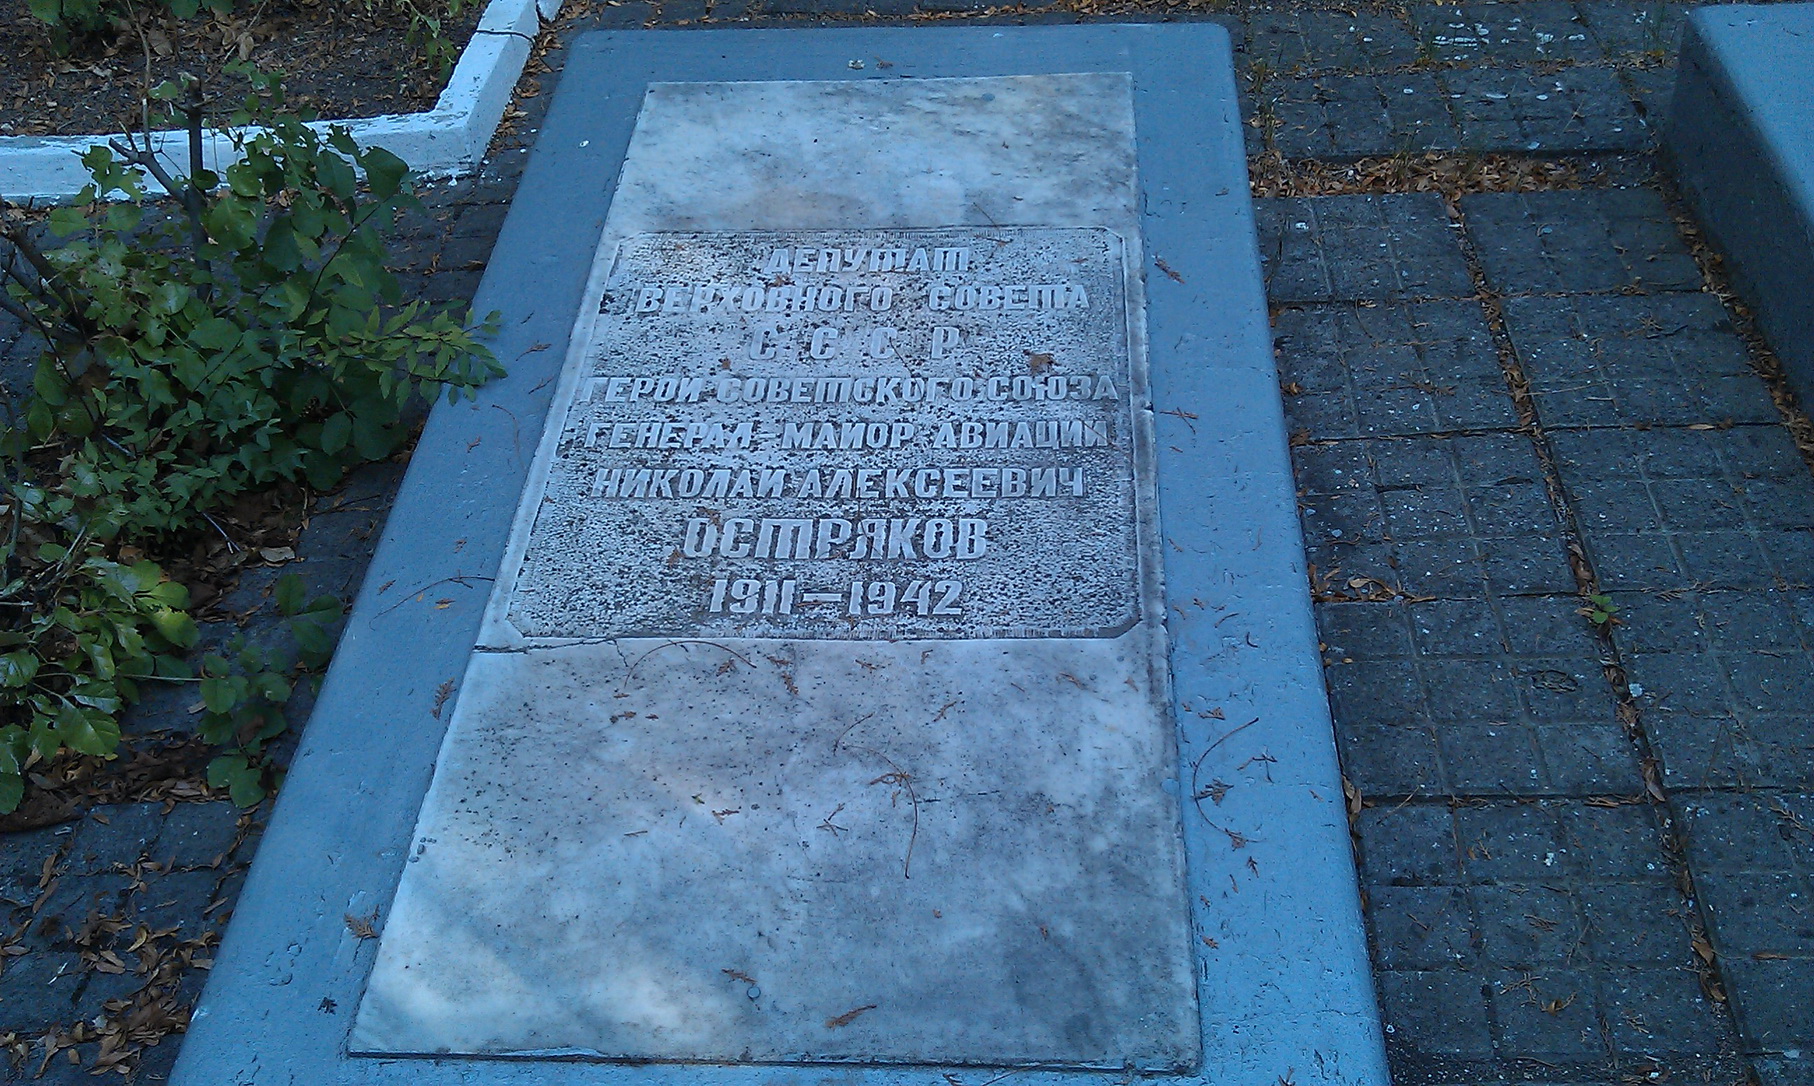 ДЕПУТАТ
ВЕРХОВНОГО СОВЕТА
С С С Р
ГЕРОЙ СОВЕТСКОГО СОЮЗА
ГЕНЕРАЛ - МАЙОР АВИАЦИИ
НИКОЛАЙ АЛЕКСЕЕВИЧ
ОСТРЯКОВ
1911 — 1942